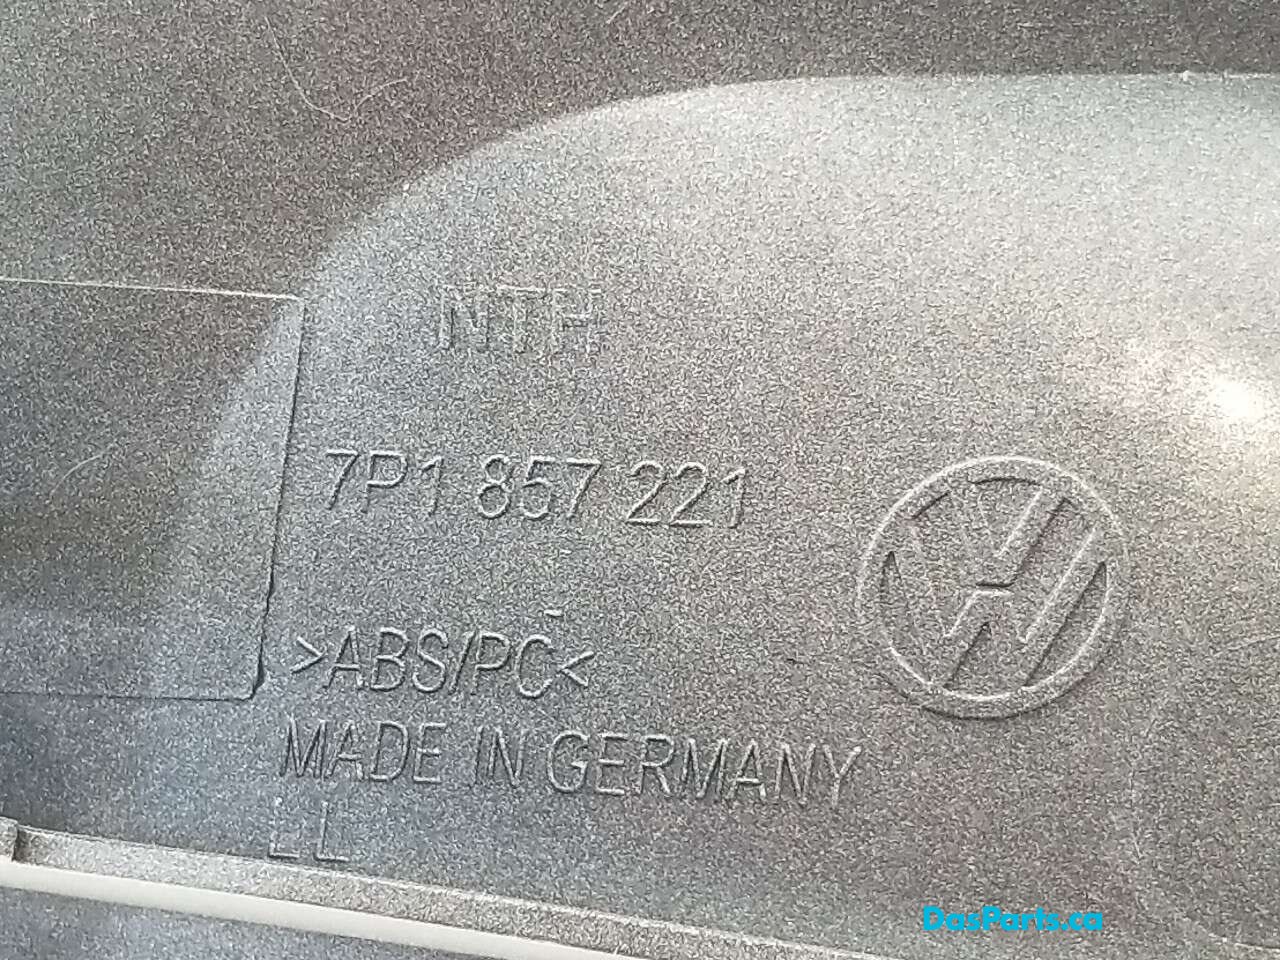 NTH
7P1 857 221
>ABS/PC<
MADE IN GERMANY
LL
DasParts.ca